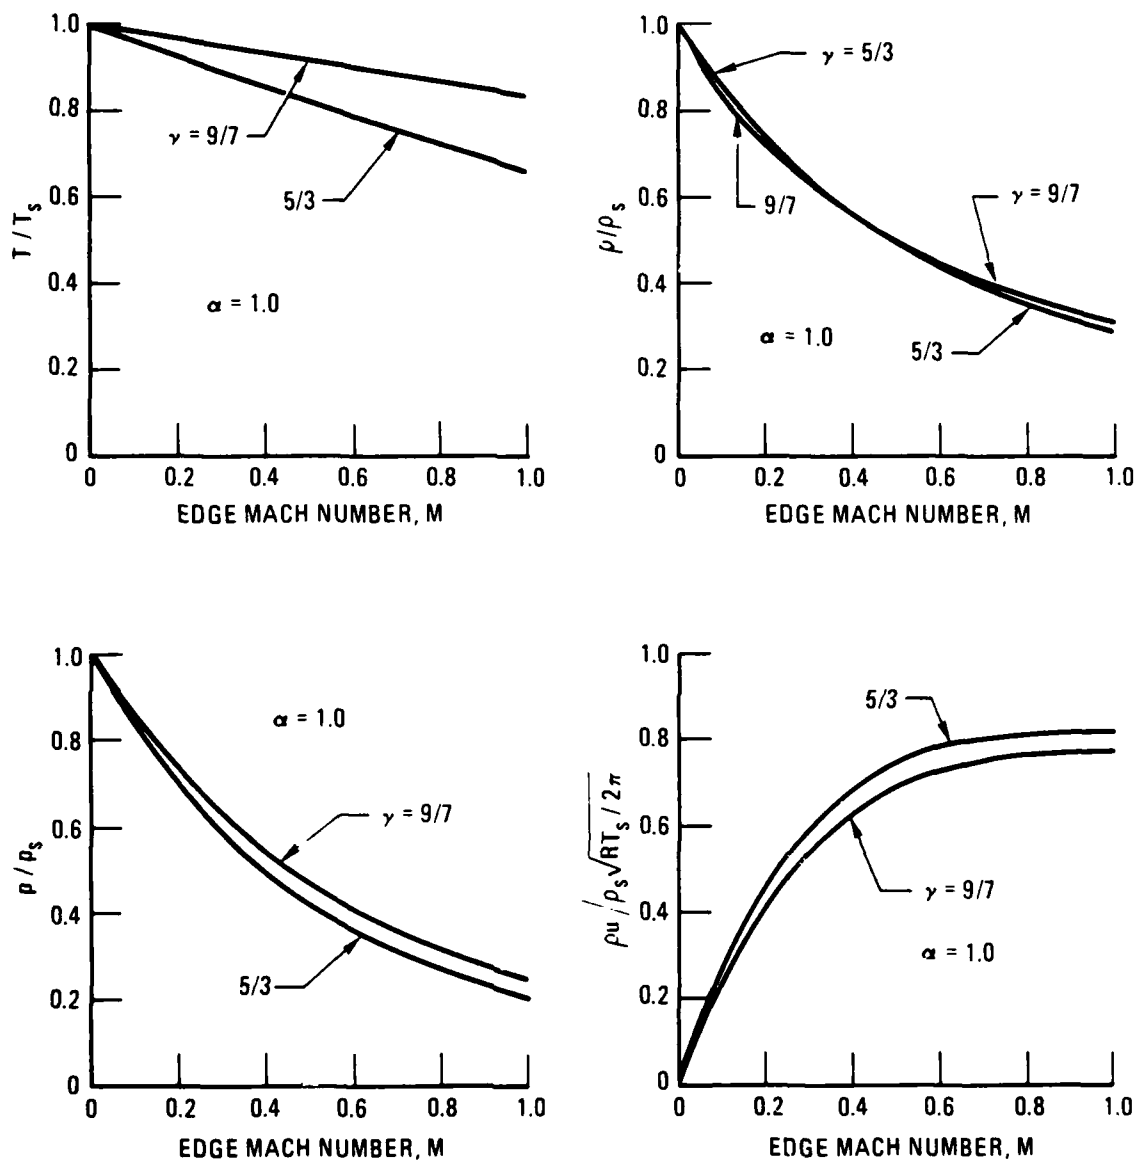 1.0
0.8
0.6
0.4
0.2
0
T/T_s
γ = 9/7
5/3
α = 1.0
0 0.2 0.4 0.6 0.8 1.0
EDGE MACH NUMBER, M
1.0
0.8
0.6
0.4
0.2
0
ρ/ρ_s
γ = 5/3
9/7
γ = 9/7
5/3
α = 1.0
0 0.2 0.4 0.6 0.8 1.0
EDGE MACH NUMBER, M
1.0
0.8
0.6
0.4
0.2
0
p/p_s
α = 1.0
γ = 9/7
5/3
0 0.2 0.4 0.6 0.8 1.0
EDGE MACH NUMBER, M
1.0
0.8
0.6
0.4
0.2
0
ρu/ρ_s√RT_s/2π
5/3
γ = 9/7
α = 1.0
0 0.2 0.4 0.6 0.8 1.0
EDGE MACH NUMBER, M